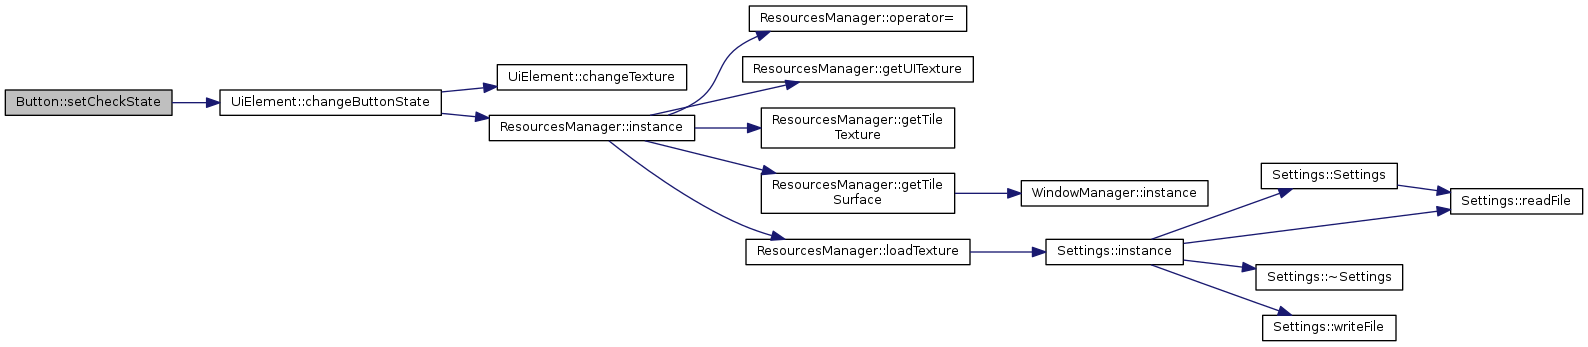 Button::setCheckState
UiElement::changeButtonState
UiElement::changeTexture
ResourcesManager::instance
ResourcesManager::operator=
ResourcesManager::getUITexture
ResourcesManager::getTile
Texture
ResourcesManager::getTile
Surface
ResourcesManager::loadTexture
WindowManager::instance
Settings::instance
Settings::Settings
Settings::readFile
Settings::~Settings
Settings::writeFile